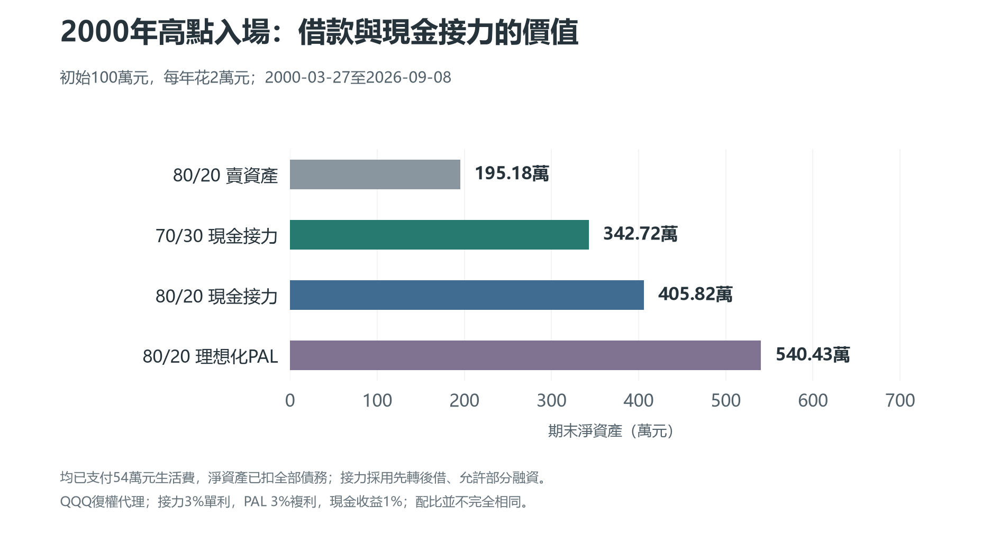 2000年高點入場：借款與現金接力的價值
初始100萬元，每年花2萬元；2000-03-27至2026-09-08
80/20 賣資產
195.18萬
70/30 現金接力
342.72萬
80/20 現金接力
405.82萬
80/20 理想化PAL
540.43萬
0 100 200 300 400 500 600 700
期末淨資產（萬元）
均已支付54萬元生活費，淨資產已扣全部債務；接力採用先轉後借、允許部分融資。
QQQ復權代理；接力3%單利，PAL 3%複利，現金收益1%；配比並不完全相同。